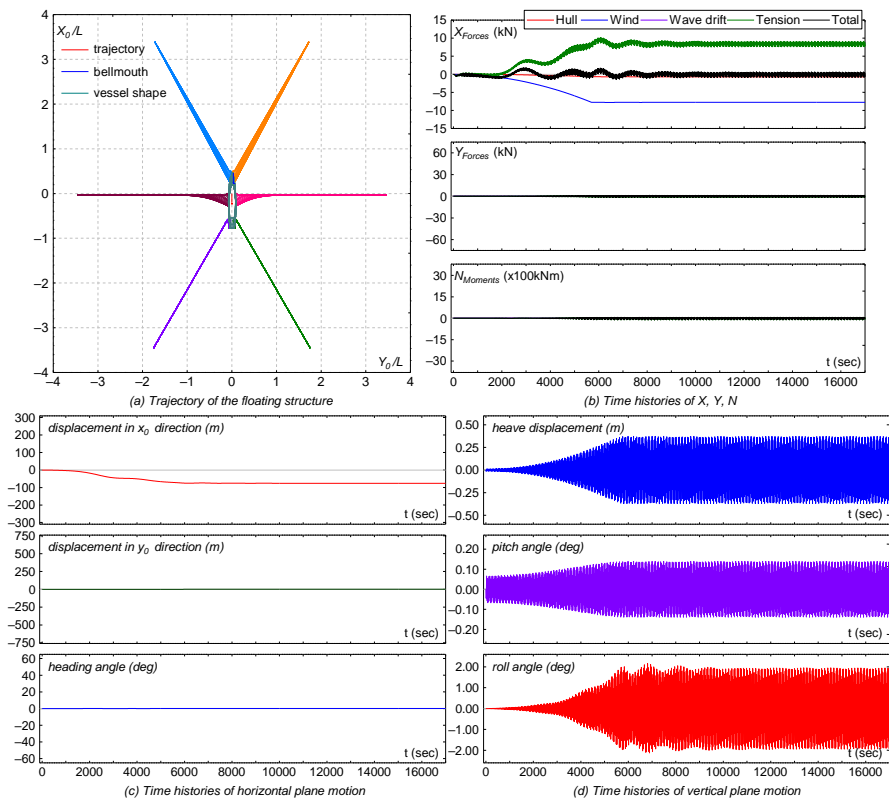 X0/L
trajectory
bellmouth
vessel shape
4
3
2
1
0
−1
−2
−3
−4
−4 −3 −2 −1 0 1 2 3 4
Y0/L
(a) Trajectory of the floating structure
Hull Wind Wave drift Tension Total
XForces (kN)
15
10
5
0
−5
−10
−15
YForces (kN)
60
30
0
−30
−60
NMoments (x100kNm)
30
15
0
−15
−30
t (sec)
0 2000 4000 6000 8000 10000 12000 14000 16000
(b) Time histories of X, Y, N
displacement in x0 direction (m)
300
200
100
0
−100
−200
−300
t (sec)
displacement in y0 direction (m)
750
500
250
0
−250
−500
−750
t (sec)
heading angle (deg)
60
40
20
0
−20
−40
−60
t (sec)
0 2000 4000 6000 8000 10000 12000 14000 16000
(c) Time histories of horizontal plane motion
heave displacement (m)
0.50
0.25
0.00
−0.25
−0.50
t (sec)
pitch angle (deg)
0.20
0.10
0.00
−0.10
−0.20
t (sec)
roll angle (deg)
2.00
1.00
0.00
−1.00
−2.00
t (sec)
0 2000 4000 6000 8000 10000 12000 14000 16000
(d) Time histories of vertical plane motion